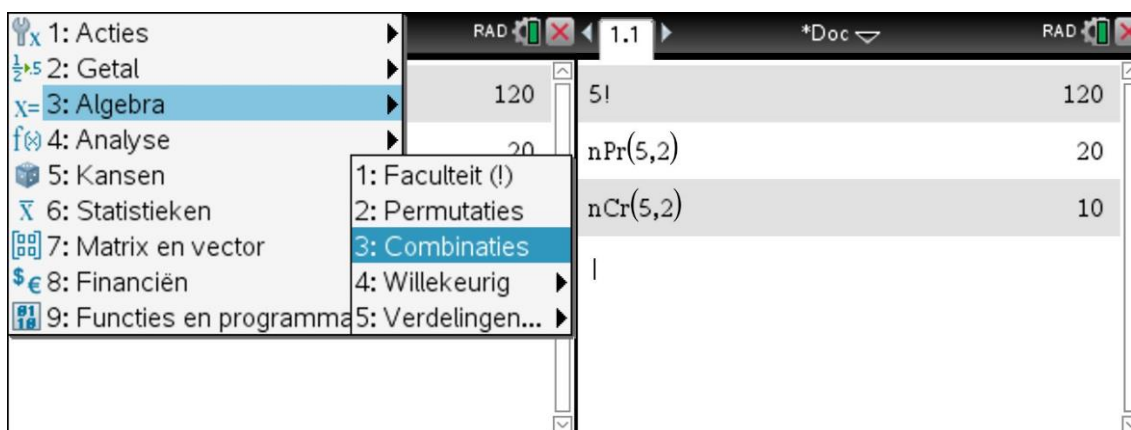 1: Acties
2: Getal
3: Algebra
4: Analyse
5: Kansen
6: Statistieken
7: Matrix en vector
8: Financiën
9: Functies en programma
1: Faculteit (!)
2: Permutaties
3: Combinaties
4: Willekeurig
5: Verdelingen...
RAD
120
20
1.1 *Doc RAD
5! 120
nPr(5,2) 20
nCr(5,2) 10